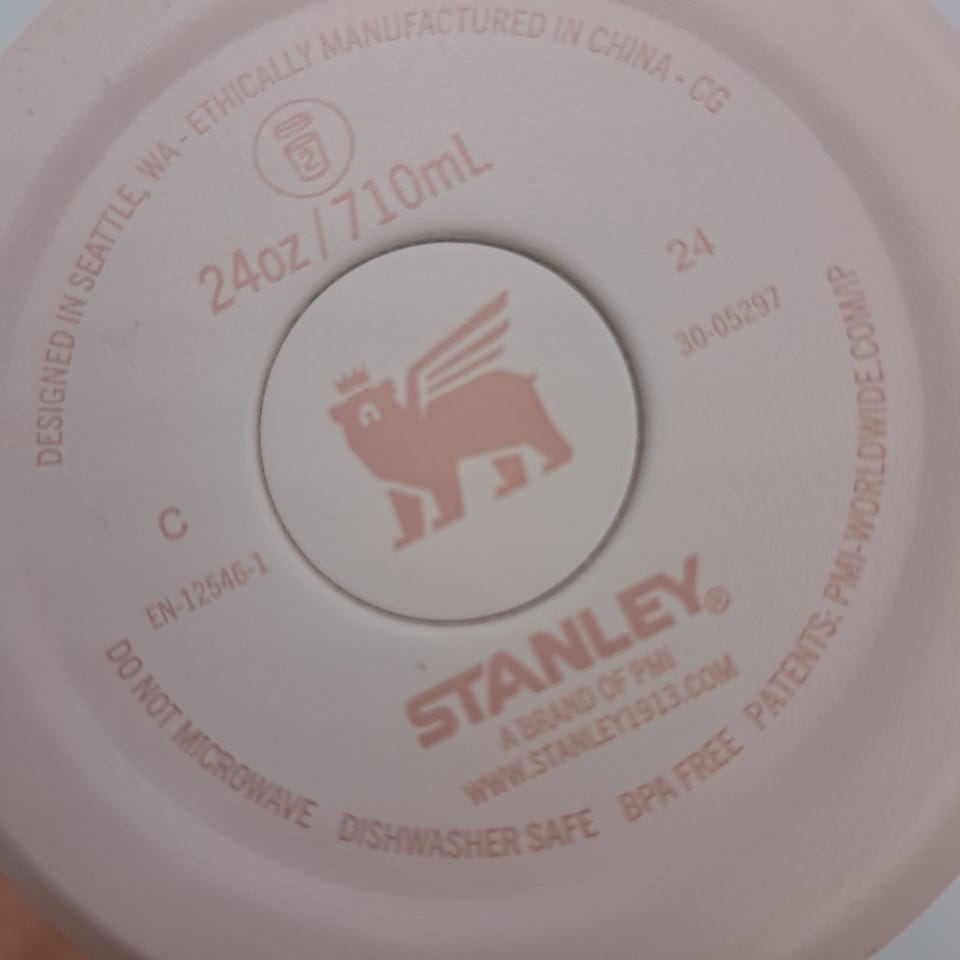 DESIGNED IN SEATTLE, WA - ETHICALLY MANUFACTURED IN CHINA - CG
2
24oz / 710mL
24
30-05297
C
EN-12546-1
STANLEY®
A BRAND OF PMI
WWW.STANLEY1913.COM
DO NOT MICROWAVE DISHWASHER SAFE BPA FREE PATENTS: PMI-WORLDWIDE.COM/IP